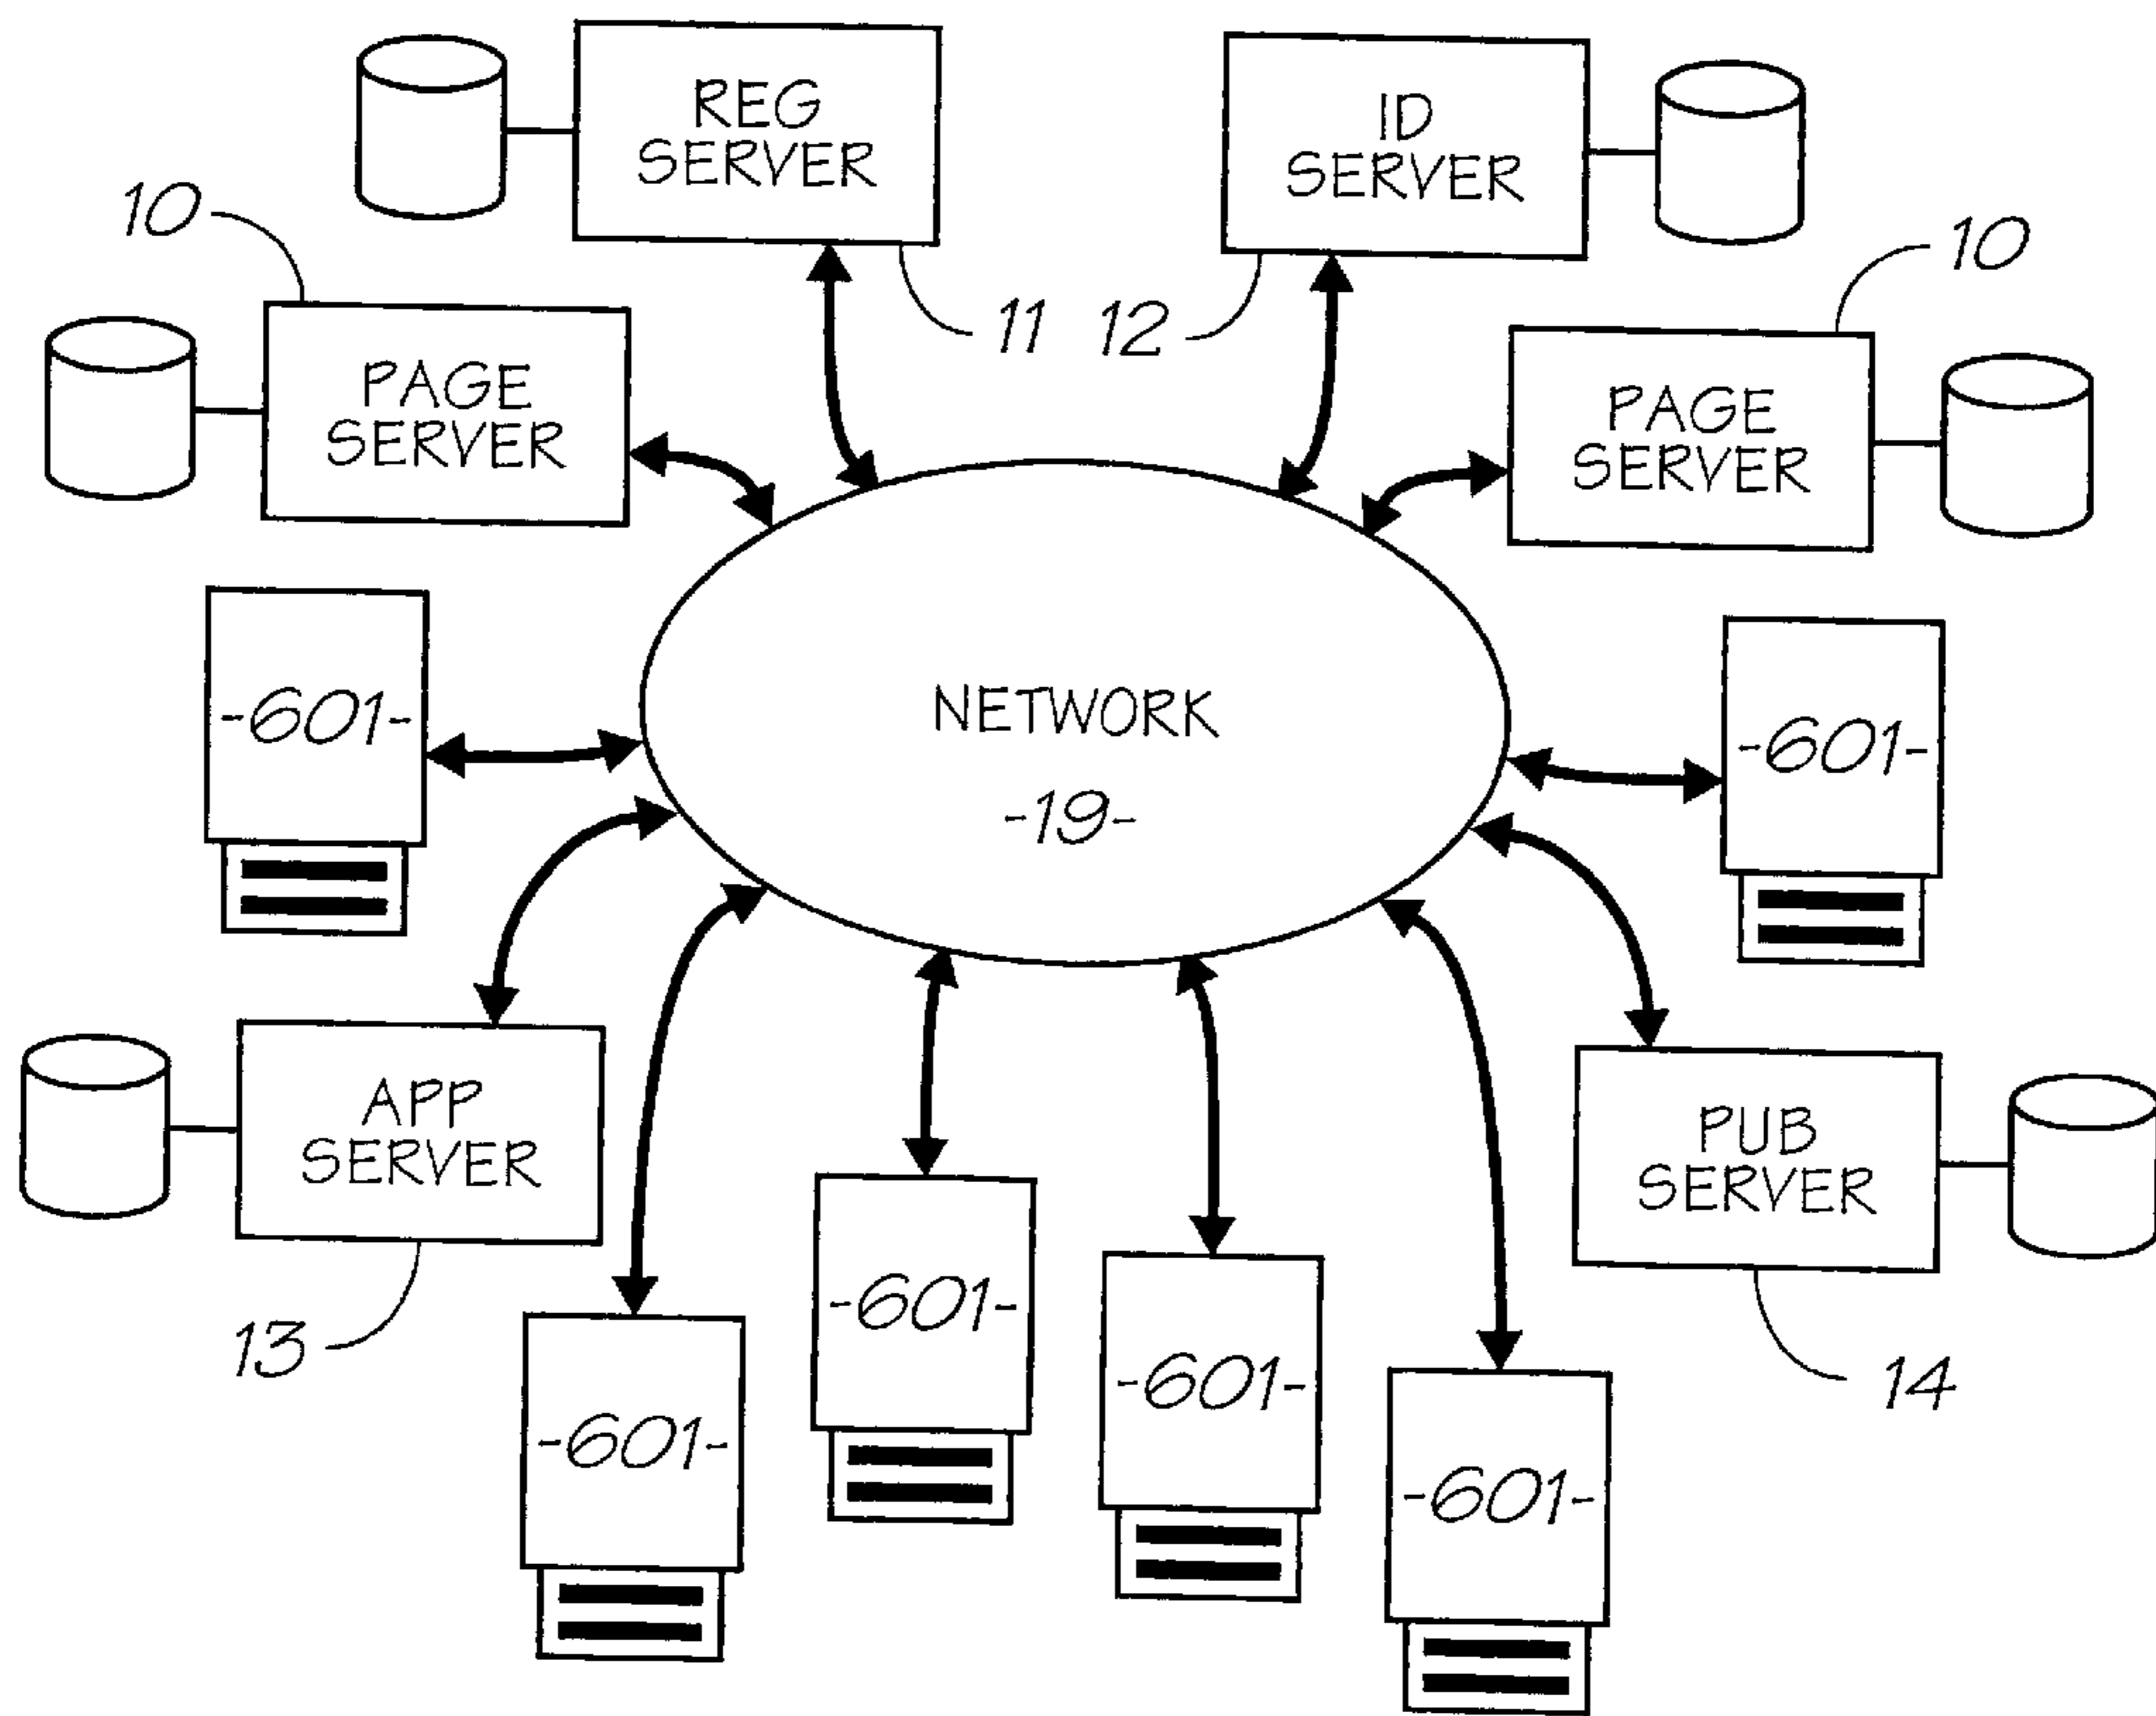 REG
SERVER
ID
SERVER
10
10
11
12
PAGE
SERVER
PAGE
SERVER
-601-
NETWORK
-19-
-601-
APP
SERVER
PUB
SERVER
13
-601-
-601-
-601-
-601-
14